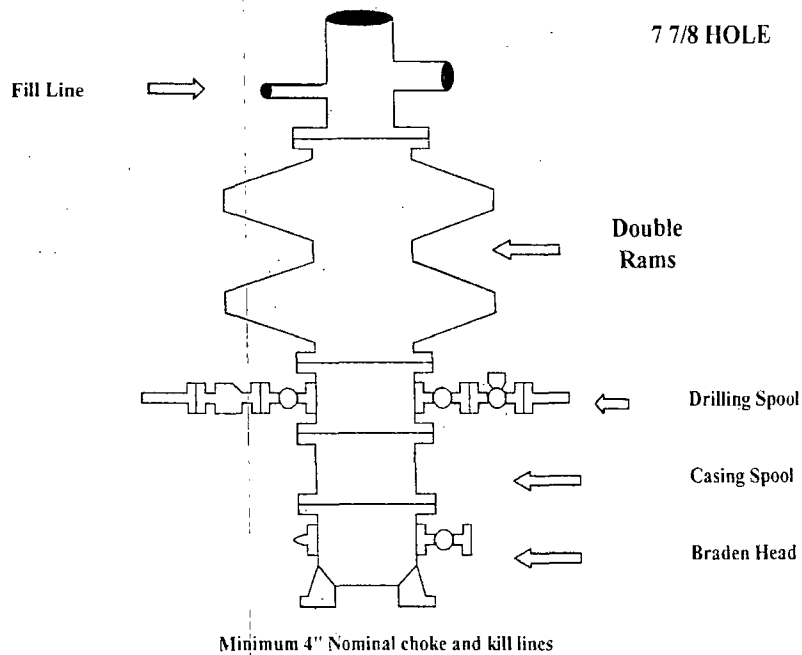 7 7/8 HOLE
Fill Line
Double
Rams
Drilling Spool
Casing Spool
Braden Head
Minimum 4" Nominal choke and kill lines